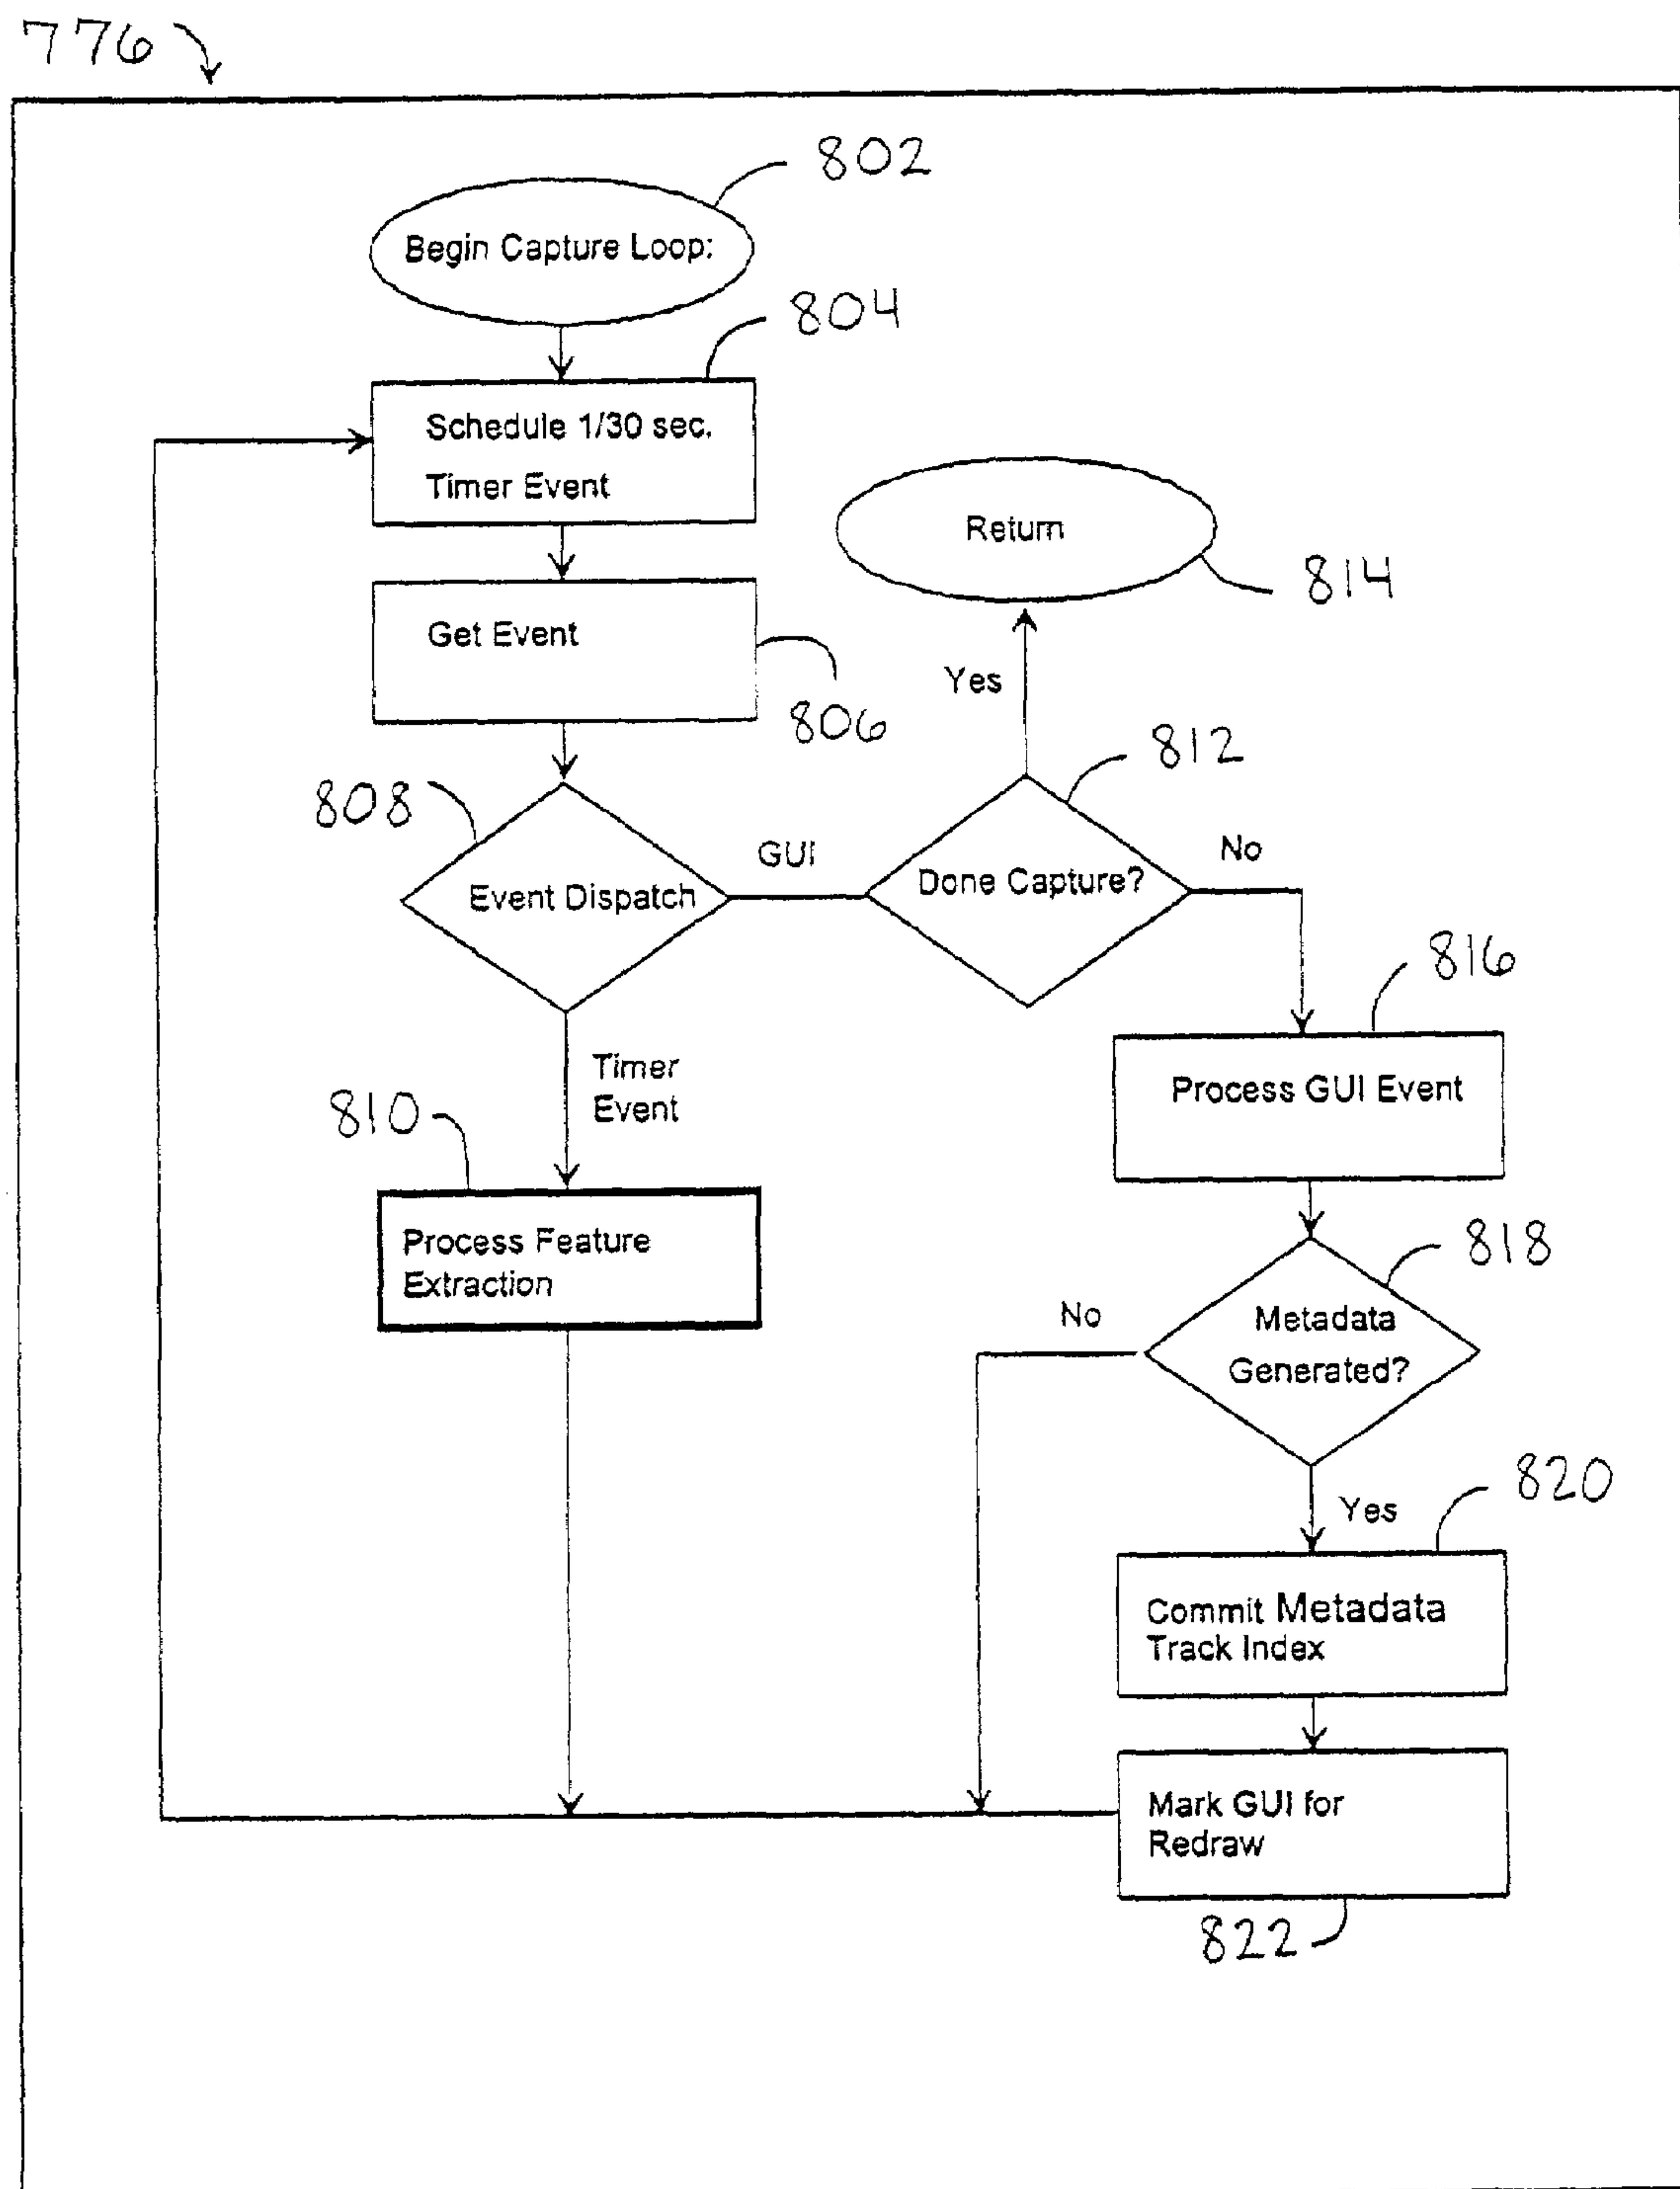 776
802
Begin Capture Loop:
804
Schedule 1/30 sec.
Timer Event
Return
814
Get Event
806
Yes
812
808
Event Dispatch
GUI
Done Capture?
No
816
Timer
Event
Process GUI Event
810
Process Feature
Extraction
818
No
Metadata
Generated?
820
Yes
Commit Metadata
Track Index
Mark GUI for
Redraw
822